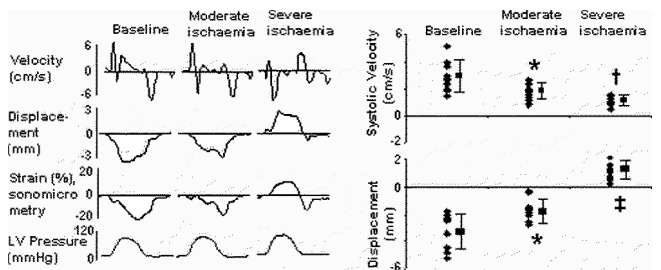 Baseline
Moderate ischaemia
Severe ischaemia
Velocity (cm/s)
6
0
-6
Displace-
ment
(mm)
3
0
-3
Strain (%),
sonomicro
metry
20
0
-20
LV Pressure
mmHg
100
0
Baseline
Moderate ischaemia
Severe ischaemia
Systolic Velocity
(cm/s)
6
0
-2
*
†
Displacement
(mm)
2
0
-6
*
‡